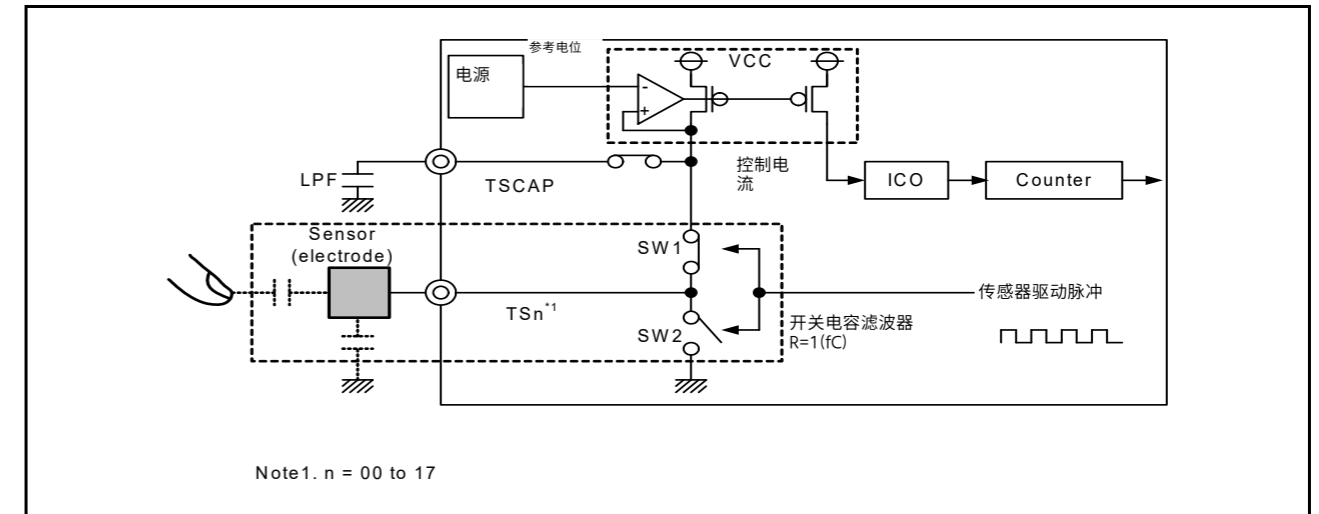 参考电位
电源
VCC
-
+
控制电
流
ICO
Counter
LPF
TSCAP
Sensor
(electrode)
SW1
TSn*1
传感器驱动脉冲
SW2
开关电容滤波器
R=1(fC)
Note1. n = 00 to 17